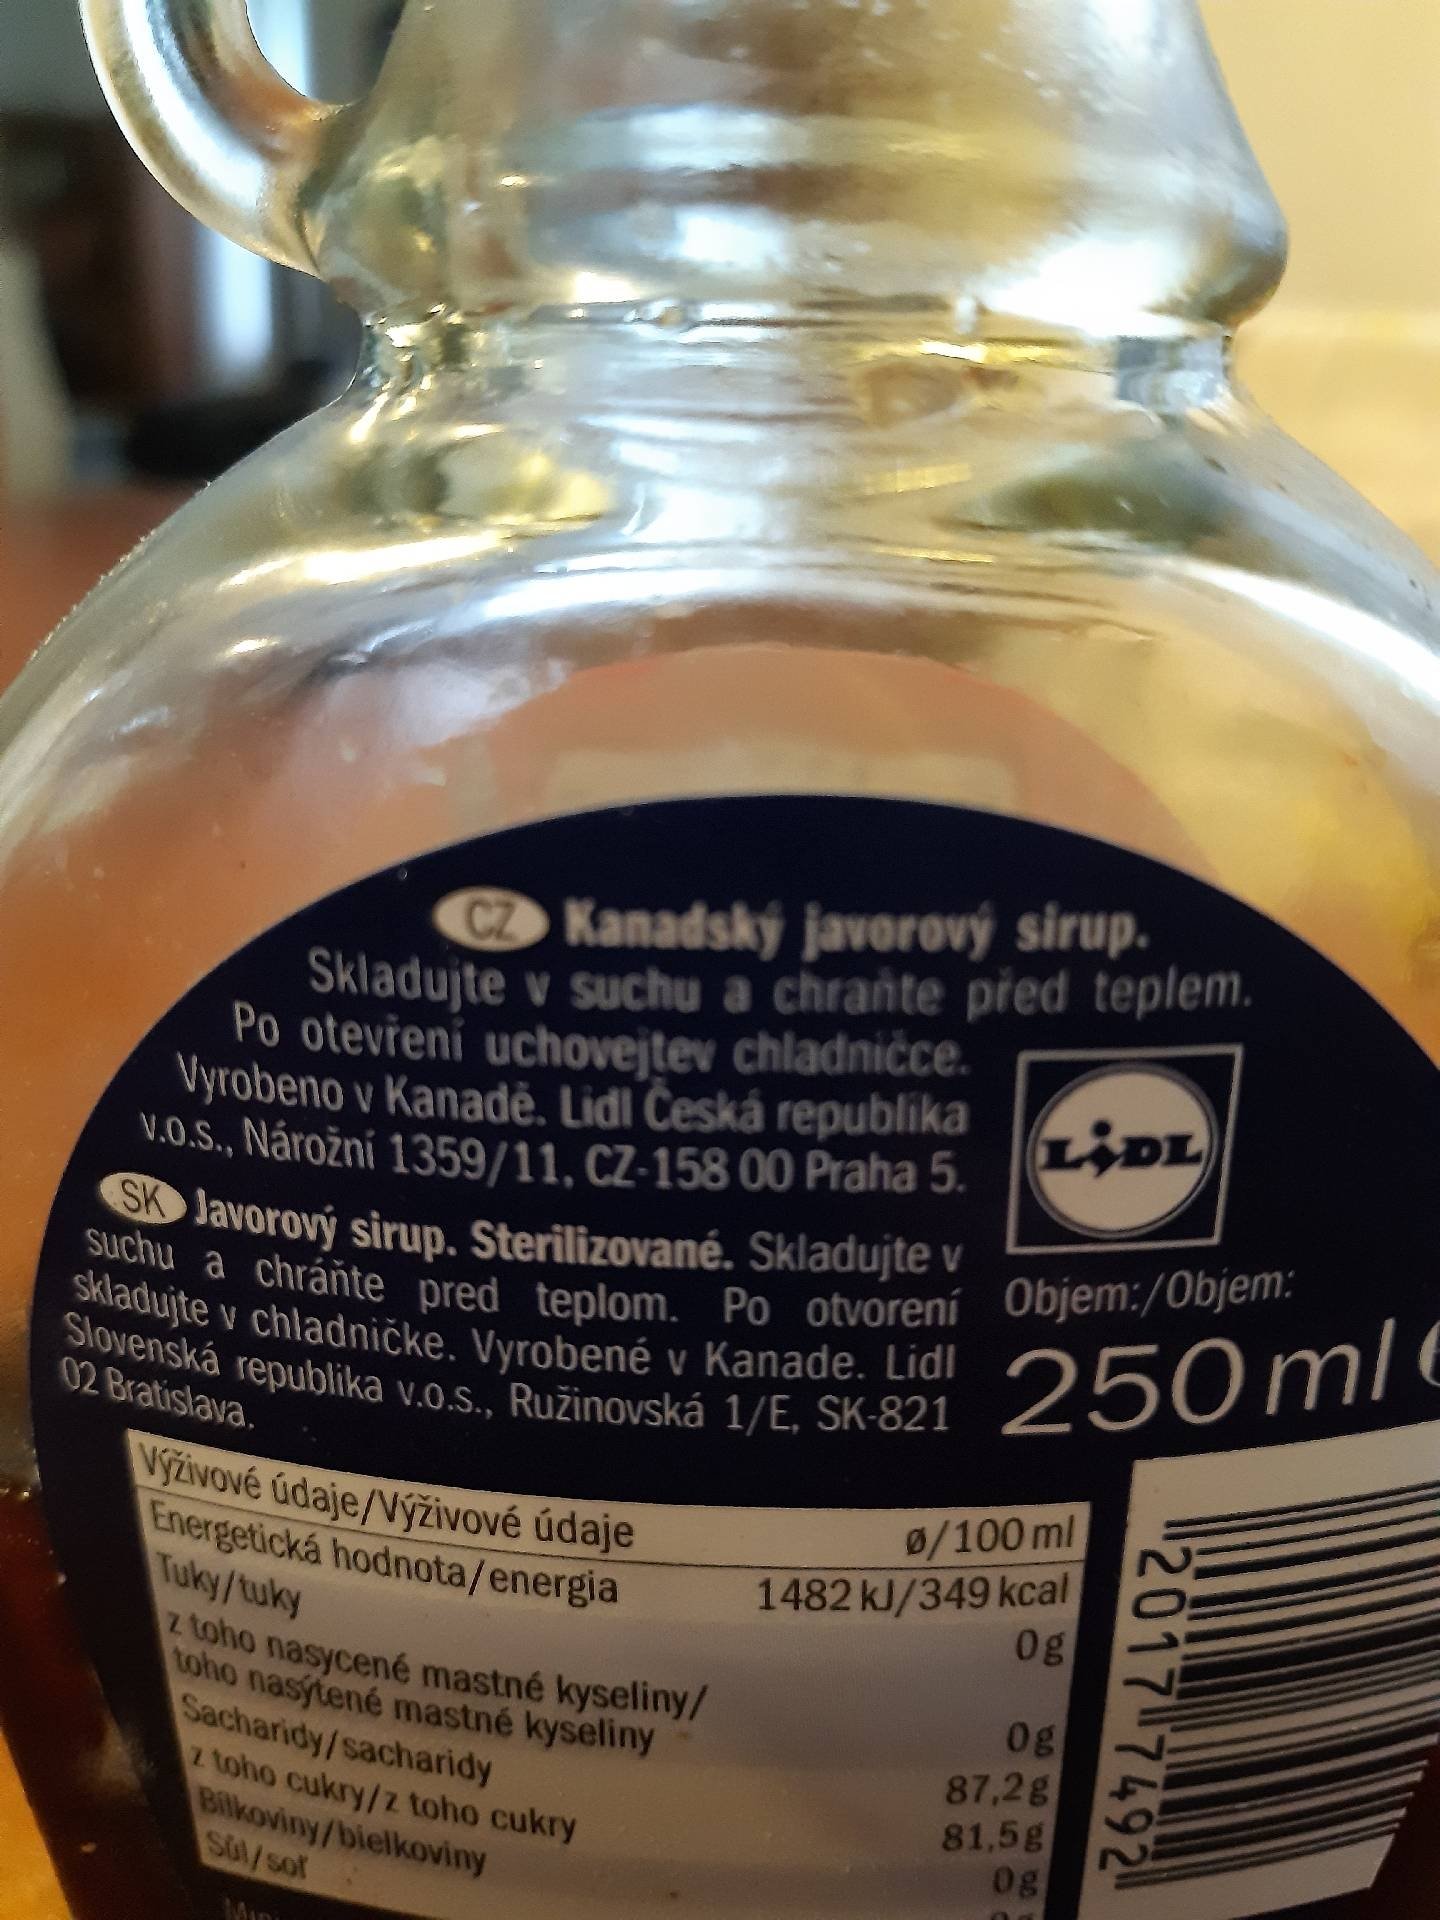 CZ Kanadský javorový sirup.
Skladujte v suchu a chraňte před teplem.
Po otevření uchovejtev chladničce.
Vyrobeno v Kanadě. Lidl Česká republika
v.o.s., Nárožní 1359/11, CZ-158 00 Praha 5.
LIDL
SK Javorový sirup. Sterilizované. Skladujte v
suchu a chráňte pred teplom. Po otvorení
skladujte v chladničke. Vyrobené v Kanade. Lidl
Slovenská republika v.o.s., Ružinovská 1/E, SK-821
02 Bratislava.
Objem:/Objem:
250 ml
Výživové údaje/Výživové údaje ø/100 ml
Energetická hodnota/energia 1482 kJ/349 kcal
Tuky/tuky 0g
z toho nasycené mastné kyseliny/
toho nasýtené mastné kyseliny 0g
Sacharidy/sacharidy 87,2g
z toho cukry/z toho cukry 81,5g
Bílkoviny/bielkoviny 0g
Sůl/soľ
20177492